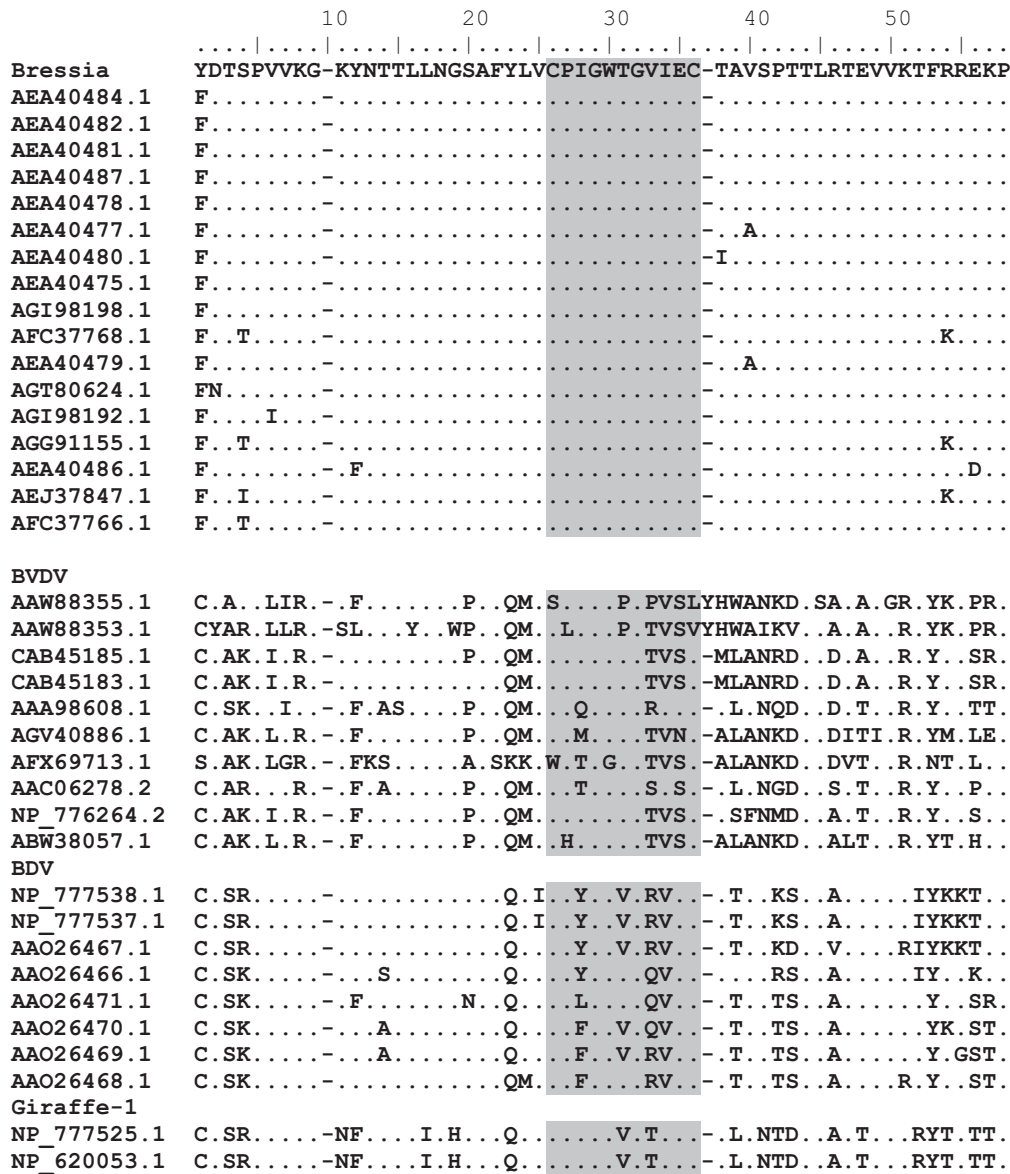 10 20 30 40 50
....|....|....|....|....|....|....|....|....|....|....|...
Bressia YDTSPVVKG-KYNTTLLNGSAFYLVCPIGWTGVIEC-TAVSPTTLRTEVVKTFRREKP
AEA40484.1 F........-..........................-.....................
AEA40482.1 F........-..........................-.....................
AEA40481.1 F........-..........................-.....................
AEA40487.1 F........-..........................-.....................
AEA40478.1 F........-..........................-.....................
AEA40477.1 F........-..........................-..A..................
AEA40480.1 F........-..........................-I....................
AEA40475.1 F........-..........................-.....................
AGI98198.1 F........-..........................-.....................
AFC37768.1 F..T.....-..........................-................K....
AEA40479.1 F........-..........................-..A..................
AGT80624.1 FN.......-..........................-.....................
AGI98192.1 F....I...-..........................-.....................
AGG91155.1 F..T.....-..........................-................K....
AEA40486.1 F........-.F........................-..................D..
AEJ37847.1 F..I.....-..........................-................K....
AFC37766.1 F..T.....-..........................-.....................
BVDV
AAW88355.1 C.A..LIR.-.F.......P..QM.S....P.PVSLYHWANKD.SA.A.GR.YK.PR.
AAW88353.1 CYAR.LLR.-SL...Y..WP..QM..L...P.TVSVYHWAIKV..A.A..R.YK.PR.
CAB45185.1 C.AK.I.R.-.........P..QM........TVS.-MLANRD..D.A..R.Y..SR.
CAB45183.1 C.AK.I.R.-............QM........TVS.-MLANRD..D.A..R.Y..SR.
AAA98608.1 C.SK..I..-.F.AS....P..QM...Q....R...-.L.NQD..D.T..R.Y..TT.
AGV40886.1 C.AK.L.R.-.F.......P..QM...M....TVN.-ALANKD..DITI.R.YM.LE.
AFX69713.1 S.AK.LGR.-.FKS.....A.SKK.W.T.G..TVS.-ALANKD..DVT..R.NT.L..
AAC06278.2 C.AR...R.-.F.A.....P..QM...T....S.S.-.L.NGD..S.T..R.Y..P..
NP_776264.2 C.AK.I.R.-.F.......P..QM........TVS.-.SFNMD..A.T..R.Y..S..
ABW38057.1 C.AK.L.R.-.F.......P..QM..H.....TVS.-ALANKD..ALT..R.YT.H..
BDV
NP_777538.1 C.SR.....-............Q.I..Y..V.RV..-.T..KS..A.....IYKKT..
NP_777537.1 C.SR.....-............Q.I..Y..V.RV..-.T..KS..A.....IYKKT..
AAO26467.1 C.SR.....-............Q....Y..V.RV..-.T..KD..V....RIYKKT..
AAO26466.1 C.SK.....-...S........Q....Y....QV..-....RS..A.....IY..K..
AAO26471.1 C.SK.....-.F.......N..Q....L....QV..-.T..TS..A......Y..SR.
AAO26470.1 C.SK.....-...A........Q....F..V.QV..-.T..TS..A......YK.ST.
AAO26469.1 C.SK.....-...A........Q....F..V.RV..-.T..TS..A......Y.GST.
AAO26468.1 C.SK.....-............QM...F....RV..-.T..TS..A....R.Y..ST.
Giraffe-1
NP_777525.1 C.SR.....-NF....I.H...Q.......V.T...-.L.NTD..A.T...RYT.TT.
NP_620053.1 C.SR.....-NF....I.H...Q.......V.T...-.L.NTD..A.T...RYT.TT.